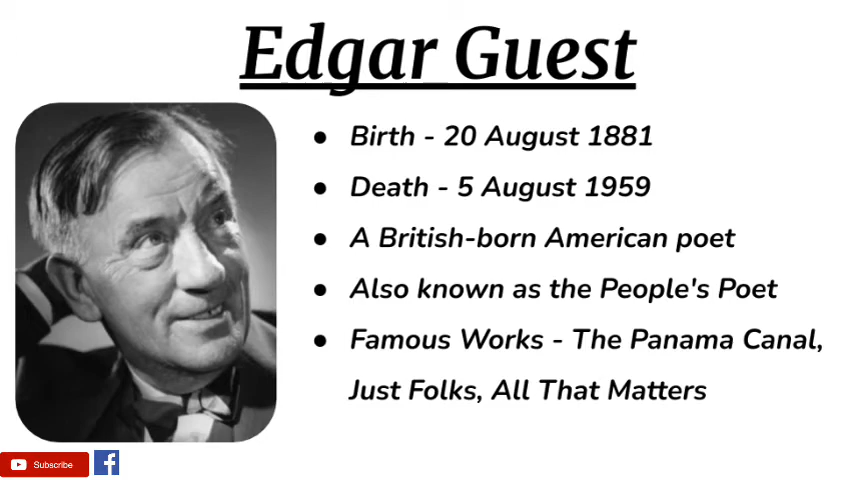 Edgar Guest
● Birth - 20 August 1881
● Death - 5 August 1959
● A British-born American poet
● Also known as the People's Poet
● Famous Works - The Panama Canal,
Just Folks, All That Matters
Subscribe
f